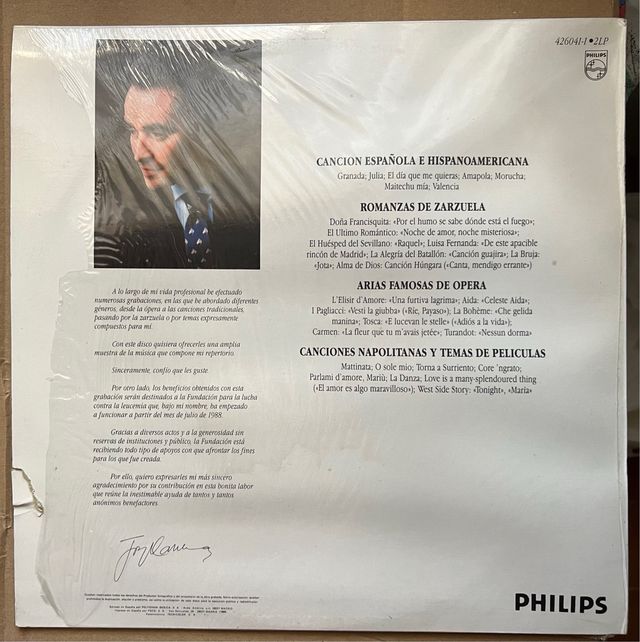 426041-1 • 2LP
PHILIPS
CANCION ESPAÑOLA E HISPANOAMERICANA
Granada; Julia; El día que me quieras; Amapola; Morucha;
Maitechu mía; Valencia
ROMANZAS DE ZARZUELA
Doña Francisquita: «Por el humo se sabe dónde está el fuego»;
El Ultimo Romántico: «Noche de amor, noche misteriosa»;
El Huésped del Sevillano: «Raquel»; Luisa Fernanda: «De este apacible
rincón de Madrid»; La Alegría del Batallón: «Canción guajira»; La Bruja:
«Jota»; Alma de Dios: Canción Húngara («Canta, mendigo errante»)
ARIAS FAMOSAS DE OPERA
L'Elisir d'Amore: «Una furtiva lagrima»; Aida: «Celeste Aida»;
I Pagliacci: «Vesti la giubba» («Ríe, Payaso»); La Bohème: «Che gelida
manina»; Tosca: «E lucevan le stelle» («Adiós a la vida»);
Carmen: «La fleur que tu m'avais jetée»; Turandot: «Nessun dorma»
CANCIONES NAPOLITANAS Y TEMAS DE PELICULAS
Mattinata; O sole mio; Torna a Surriento; Core 'ngrato;
Parlami d'amore, Mariù; La Danza; Love is a many-splendoured thing
(«El amor es algo maravilloso»); West Side Story: «Tonight», «María»
A lo largo de mi vida profesional he efectuado
numerosas grabaciones, en las que he abordado diferentes
géneros, desde la ópera a las canciones tradicionales,
pasando por la zarzuela o por temas expresamente
compuestos para mí.
Con este disco quisiera ofrecerles una amplia
muestra de la música que compone mi repertorio.
Sinceramente, confío que les guste.
Por otro lado, los beneficios obtenidos con esta
grabación serán destinados a la Fundación para la lucha
contra la leucemia que, bajo mi nombre, ha empezado
a funcionar a partir del mes de julio de 1988.
Gracias a diversos actos y a la generosidad sin
reservas de instituciones y público, la Fundación está
recibiendo todo tipo de apoyos con que afrontar los fines
para los que fue creada.
Por ello, quiero expresarles mi más sincero
agradecimiento por su contribución en esta bonita labor
que reúne la inestimable ayuda de tantos y tantos
anónimos benefactores.
PHILIPS